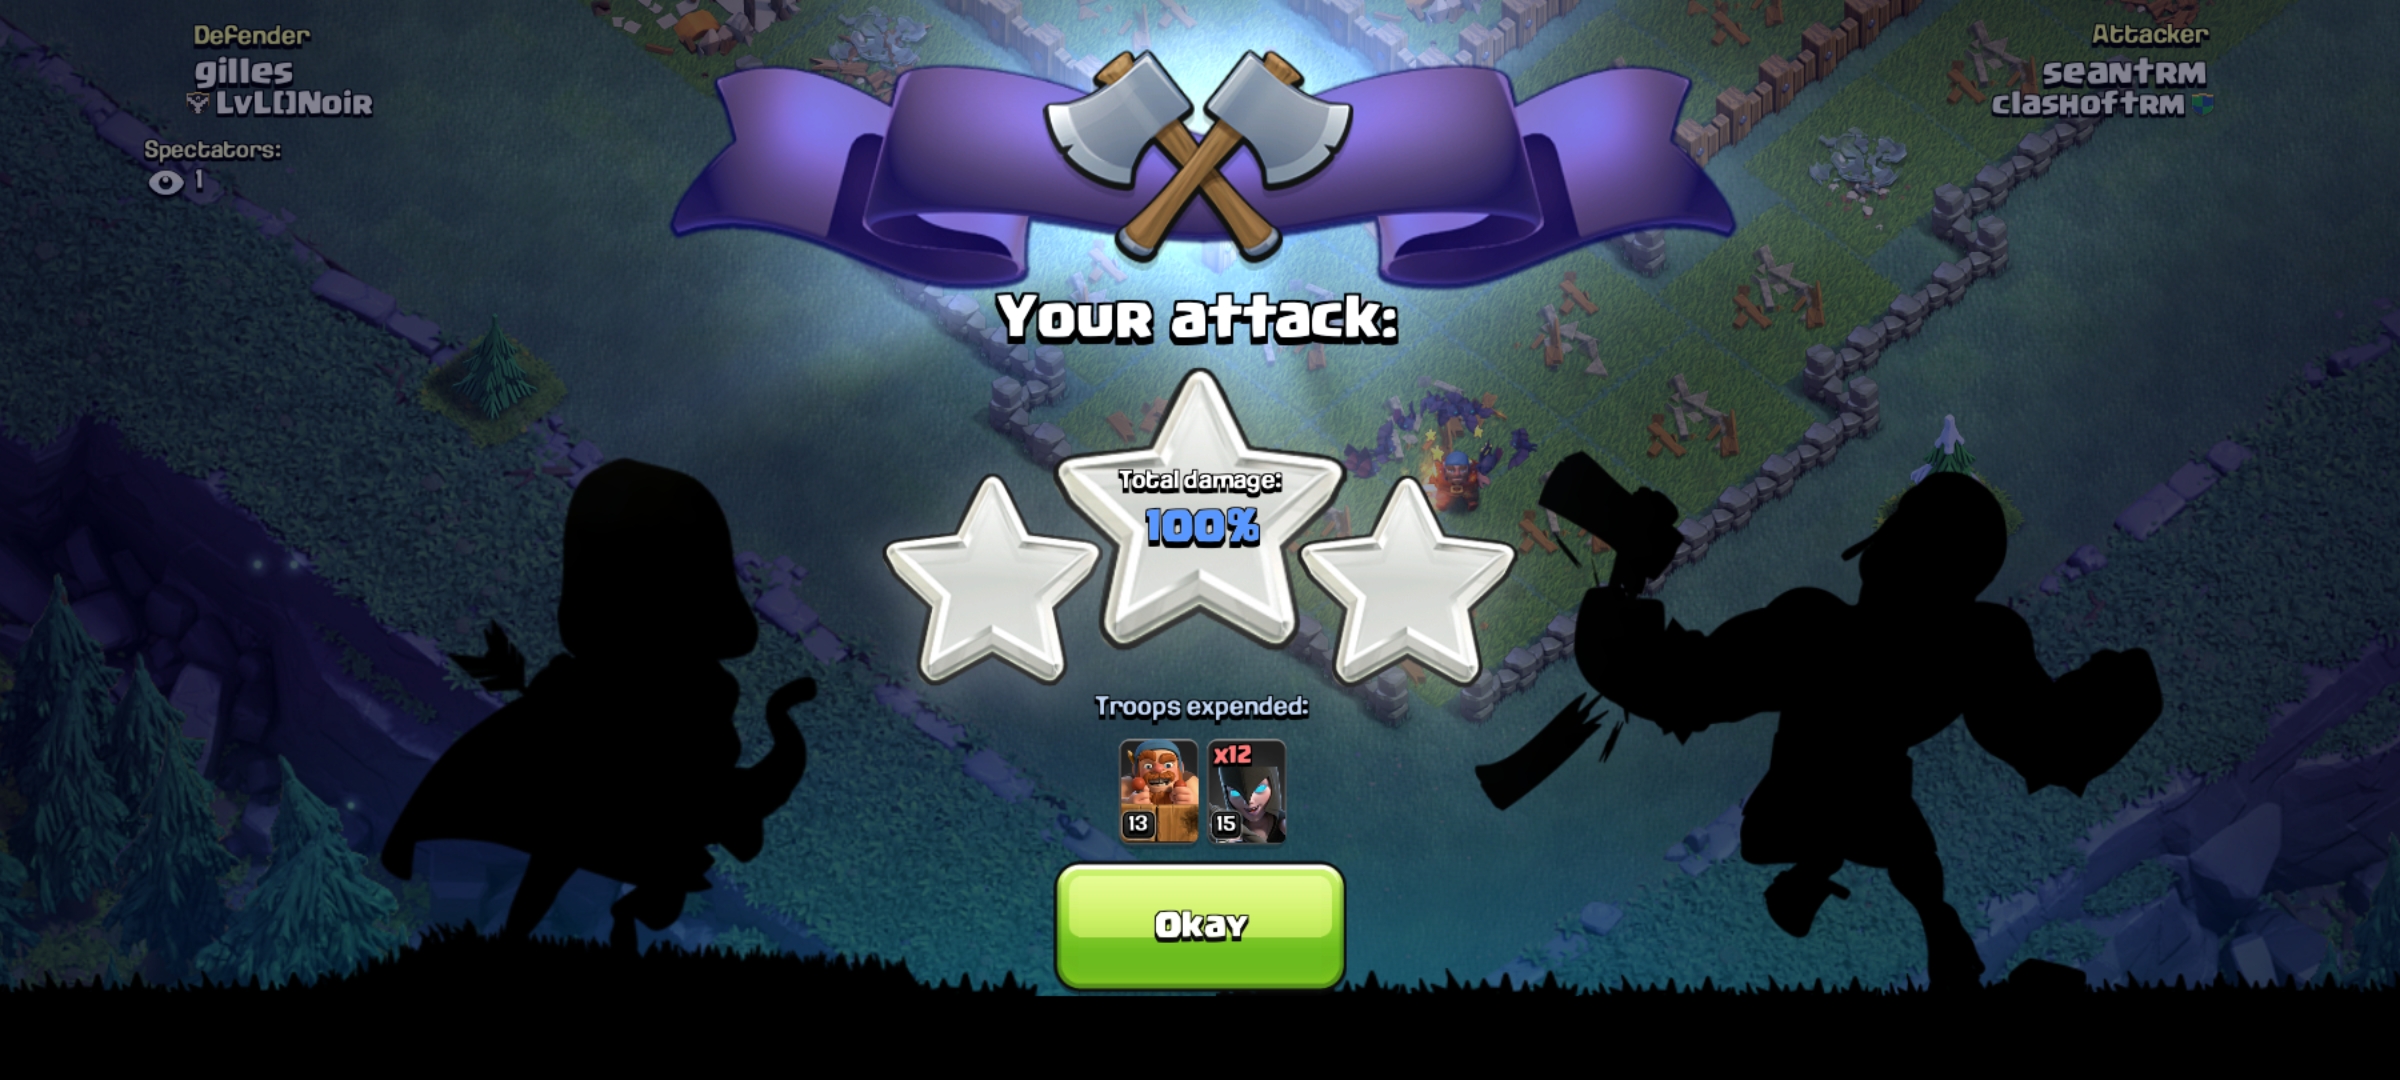 Defender
gilles
LvL[]Noir
Spectators:
1
Attacker
seantrm
clashoftrm
Your attack:
Total damage:
100%
Troops expended:
x12
13
15
Okay